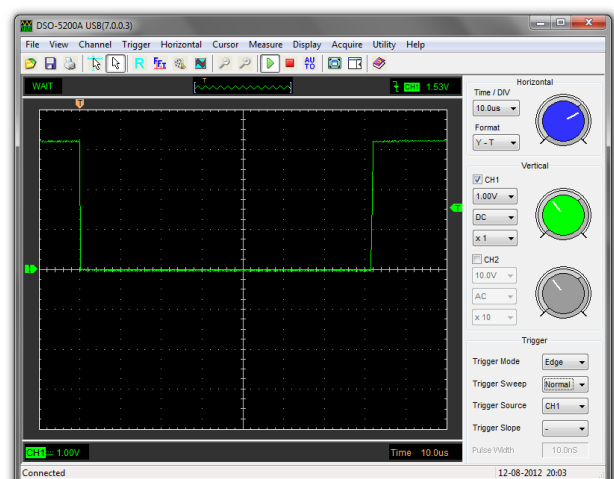 DSO-5200A USB(7.0.0.3)
File View Channel Trigger Horizontal Cursor Measure Display Acquire Utility Help
R FFT AUTO
WAIT T CH1 1.53V
T
T
1
CH1 1.00V Time 10.0us
Horizontal
Time / DIV
10.0us
Format
Y - T
Vertical
CH1
1.00V
DC
x 1
CH2
10.0V
AC
x 10
Trigger
Trigger Mode Edge
Trigger Sweep Normal
Trigger Source CH1
Trigger Slope -
Pulse Width 10.0nS
Connected 12-08-2012 20:03